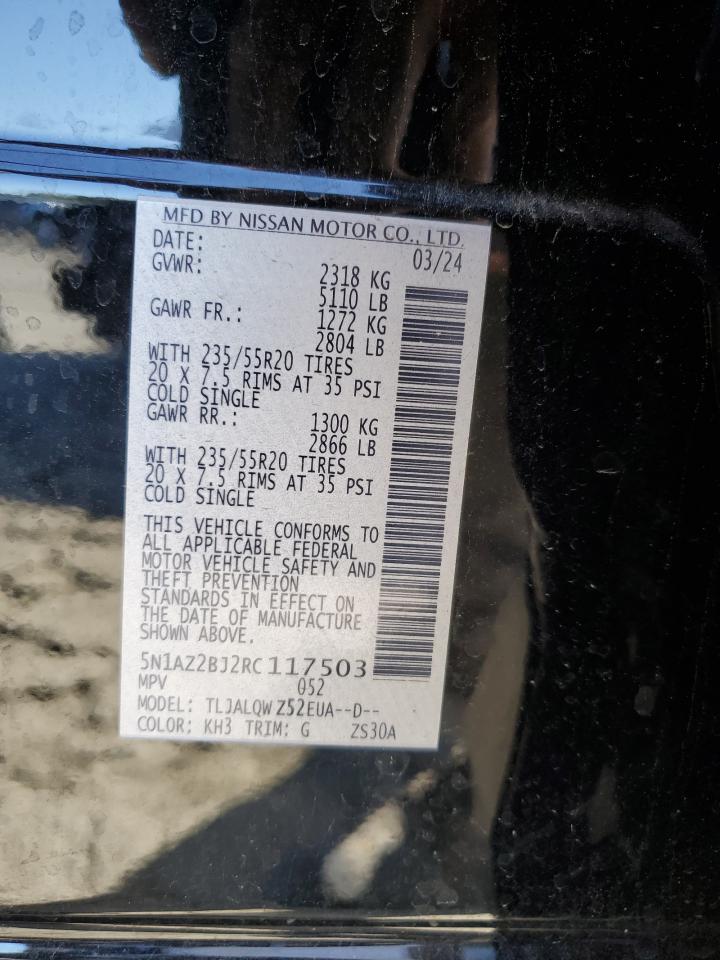 MFD BY NISSAN MOTOR CO., LTD.
DATE: 03/24
GVWR: 2318 KG
5110 LB
GAWR FR.: 1272 KG
2804 LB
WITH 235/55R20 TIRES
20 X 7.5 RIMS AT 35 PSI
COLD SINGLE
GAWR RR.: 1300 KG
2866 LB
WITH 235/55R20 TIRES
20 X 7.5 RIMS AT 35 PSI
COLD SINGLE
THIS VEHICLE CONFORMS TO
ALL APPLICABLE FEDERAL
MOTOR VEHICLE SAFETY AND
THEFT PREVENTION
STANDARDS IN EFFECT ON
THE DATE OF MANUFACTURE
SHOWN ABOVE.
5N1AZ2BJ2RC117503
MPV 052
MODEL: TLJALQW Z52EUA--D--
COLOR: KH3 TRIM: G ZS30A